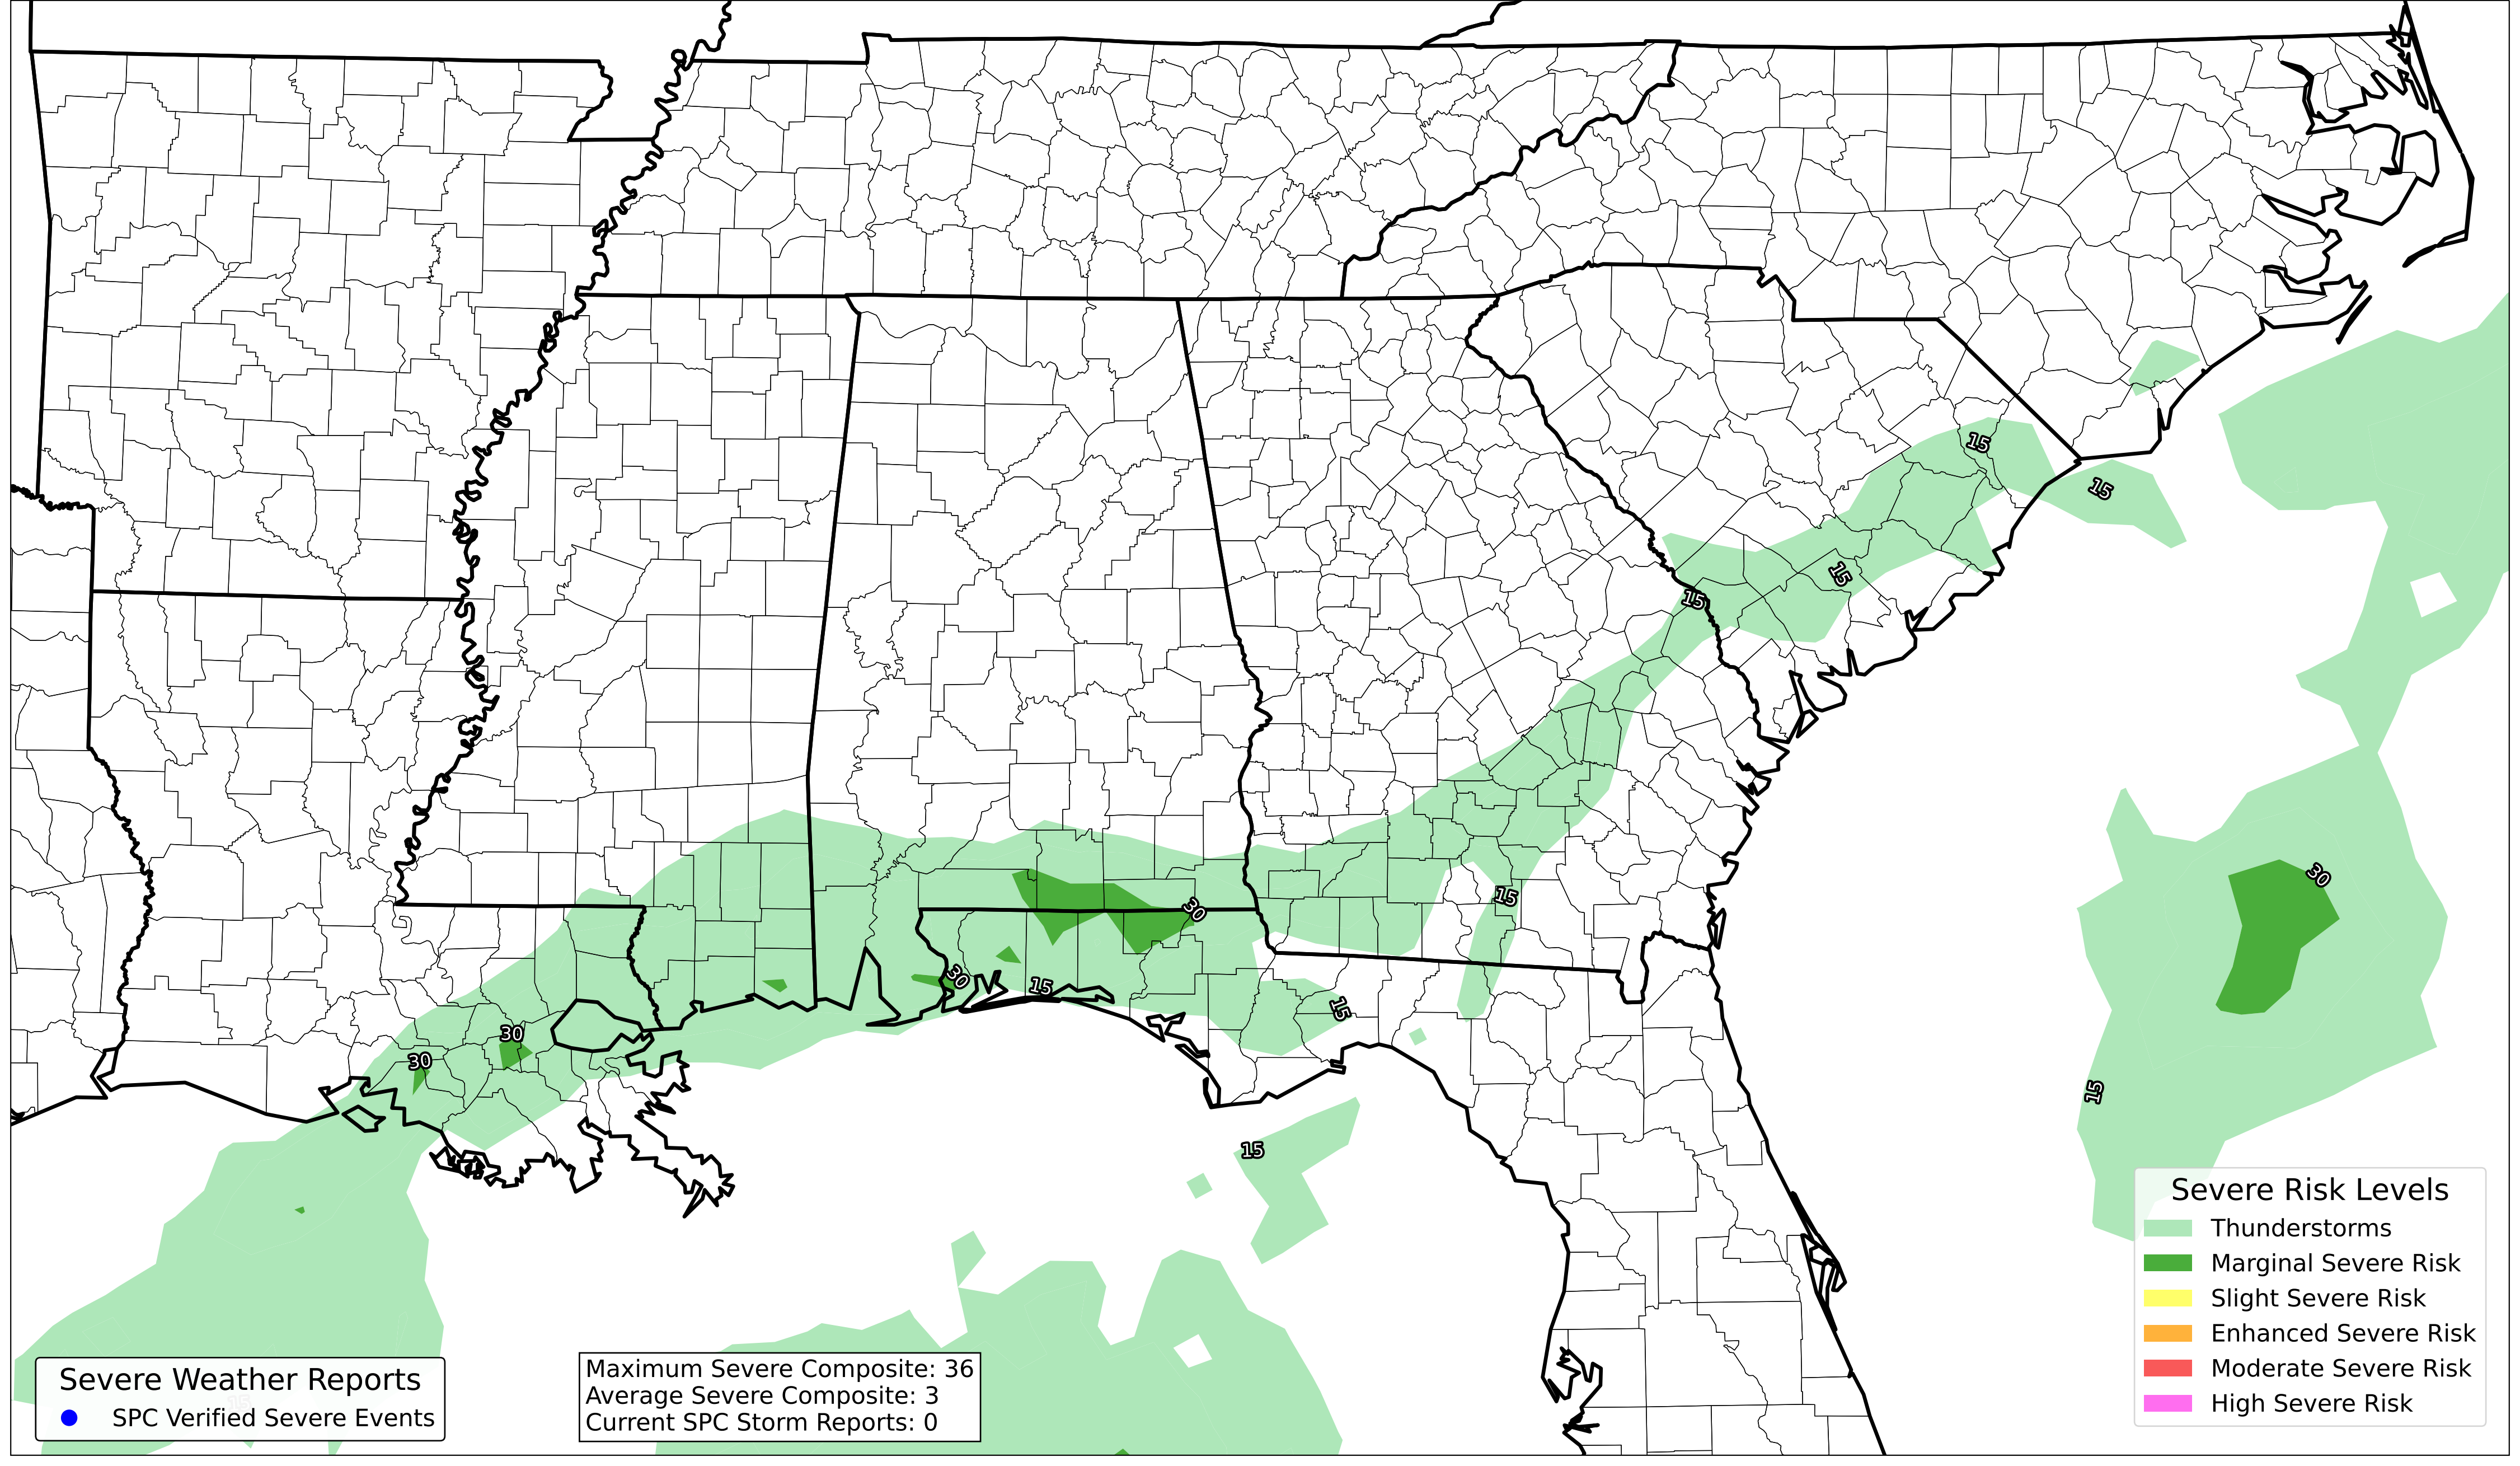 15
15
15
15
30
15
30
30
15
15
30
30
15
15
Severe Risk Levels
Thunderstorms
Marginal Severe Risk
Slight Severe Risk
Enhanced Severe Risk
Moderate Severe Risk
High Severe Risk
Severe Weather Reports
SPC Verified Severe Events
Maximum Severe Composite: 36
Average Severe Composite: 3
Current SPC Storm Reports: 0